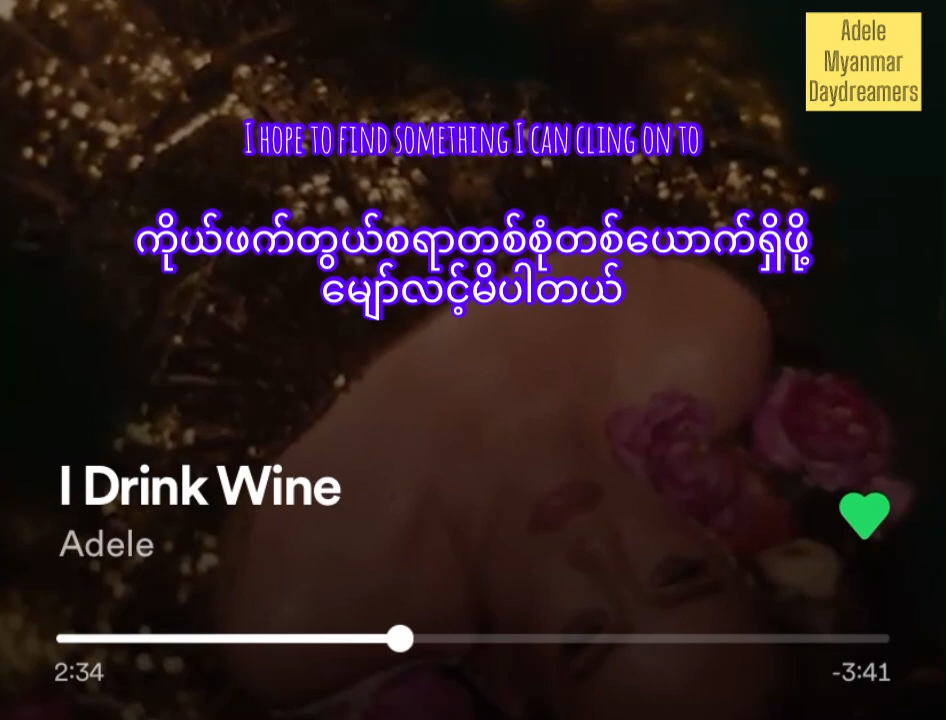 Adele
Myanmar
Daydreamers
I HOPE TO FIND SOMETHING I CAN CLING ON TO
ကိုယ်ဖက်တွယ်စရာတစ်စုံတစ်ယောက်ရှိဖို့
မျှော်လင့်မိပါတယ်
I Drink Wine
Adele
2:34
-3:41